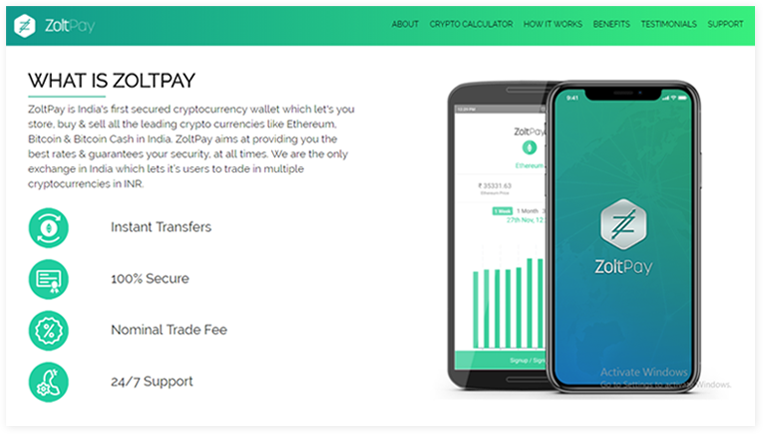 ZoltPay
ABOUT CRYPTO CALCULATOR HOW IT WORKS BENEFITS TESTIMONIALS SUPPORT
WHAT IS ZOLTPAY
ZoltPay is India's first secured cryptocurrency wallet which let's you
store, buy & sell all the leading crypto currencies like Ethereum,
Bitcoin & Bitcoin Cash in India. ZoltPay aims at providing you the
best rates & guarantees your security, at all times. We are the only
exchange in India which lets it's users to trade in multiple
cryptocurrencies in INR.
Instant Transfers
100% Secure
Nominal Trade Fee
24/7 Support
ZoltPay
Ethereum
₹ 35331.63
Ethereum Price
1 Week 1 Month
27th Nov, 12
Signup / Sign
9:41
ZoltPay
Activate Windows
Go to Settings to activate Windows.